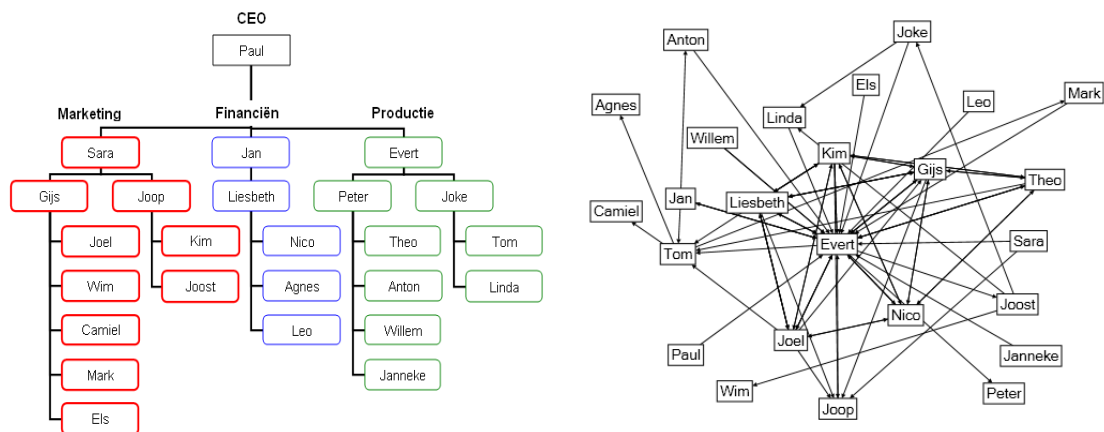 CEO
Paul
Marketing Financiën Productie
Sara Jan Evert
Gijs Joop Liesbeth Peter Joke
Joel Kim Nico Theo Tom
Wim Joost Agnes Anton Linda
Camiel Leo Willem
Mark Janneke
Els
Anton Joke
Els Mark
Agnes Leo
Linda
Willem
Kim
Gijs
Theo
Jan Liesbeth
Camiel
Evert Sara
Tom
Joost
Nico
Joel
Paul Janneke
Wim Peter
Joop